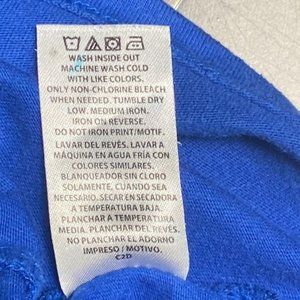 WASH INSIDE OUT
MACHINE WASH COLD
WITH LIKE COLORS.
ONLY NON-CHLORINE BLEACH
WHEN NEEDED. TUMBLE DRY
LOW. MEDIUM IRON.
IRON ON REVERSE.
DO NOT IRON PRINT/MOTIF.
LAVAR DEL REVÉS. LAVAR A
MÁQUINA EN AGUA FRÍA CON
COLORES SIMILARES.
BLANQUEADOR SIN CLORO
SOLAMENTE, CUANDO SEA
NECESARIO. SECAR EN SECADORA
A TEMPERATURA BAJA.
PLANCHAR A TEMPERATURA
MEDIA. PLANCHAR DEL REVÉS.
NO PLANCHAR EL ADORNO
IMPRESO / MOTIVO.
C2D